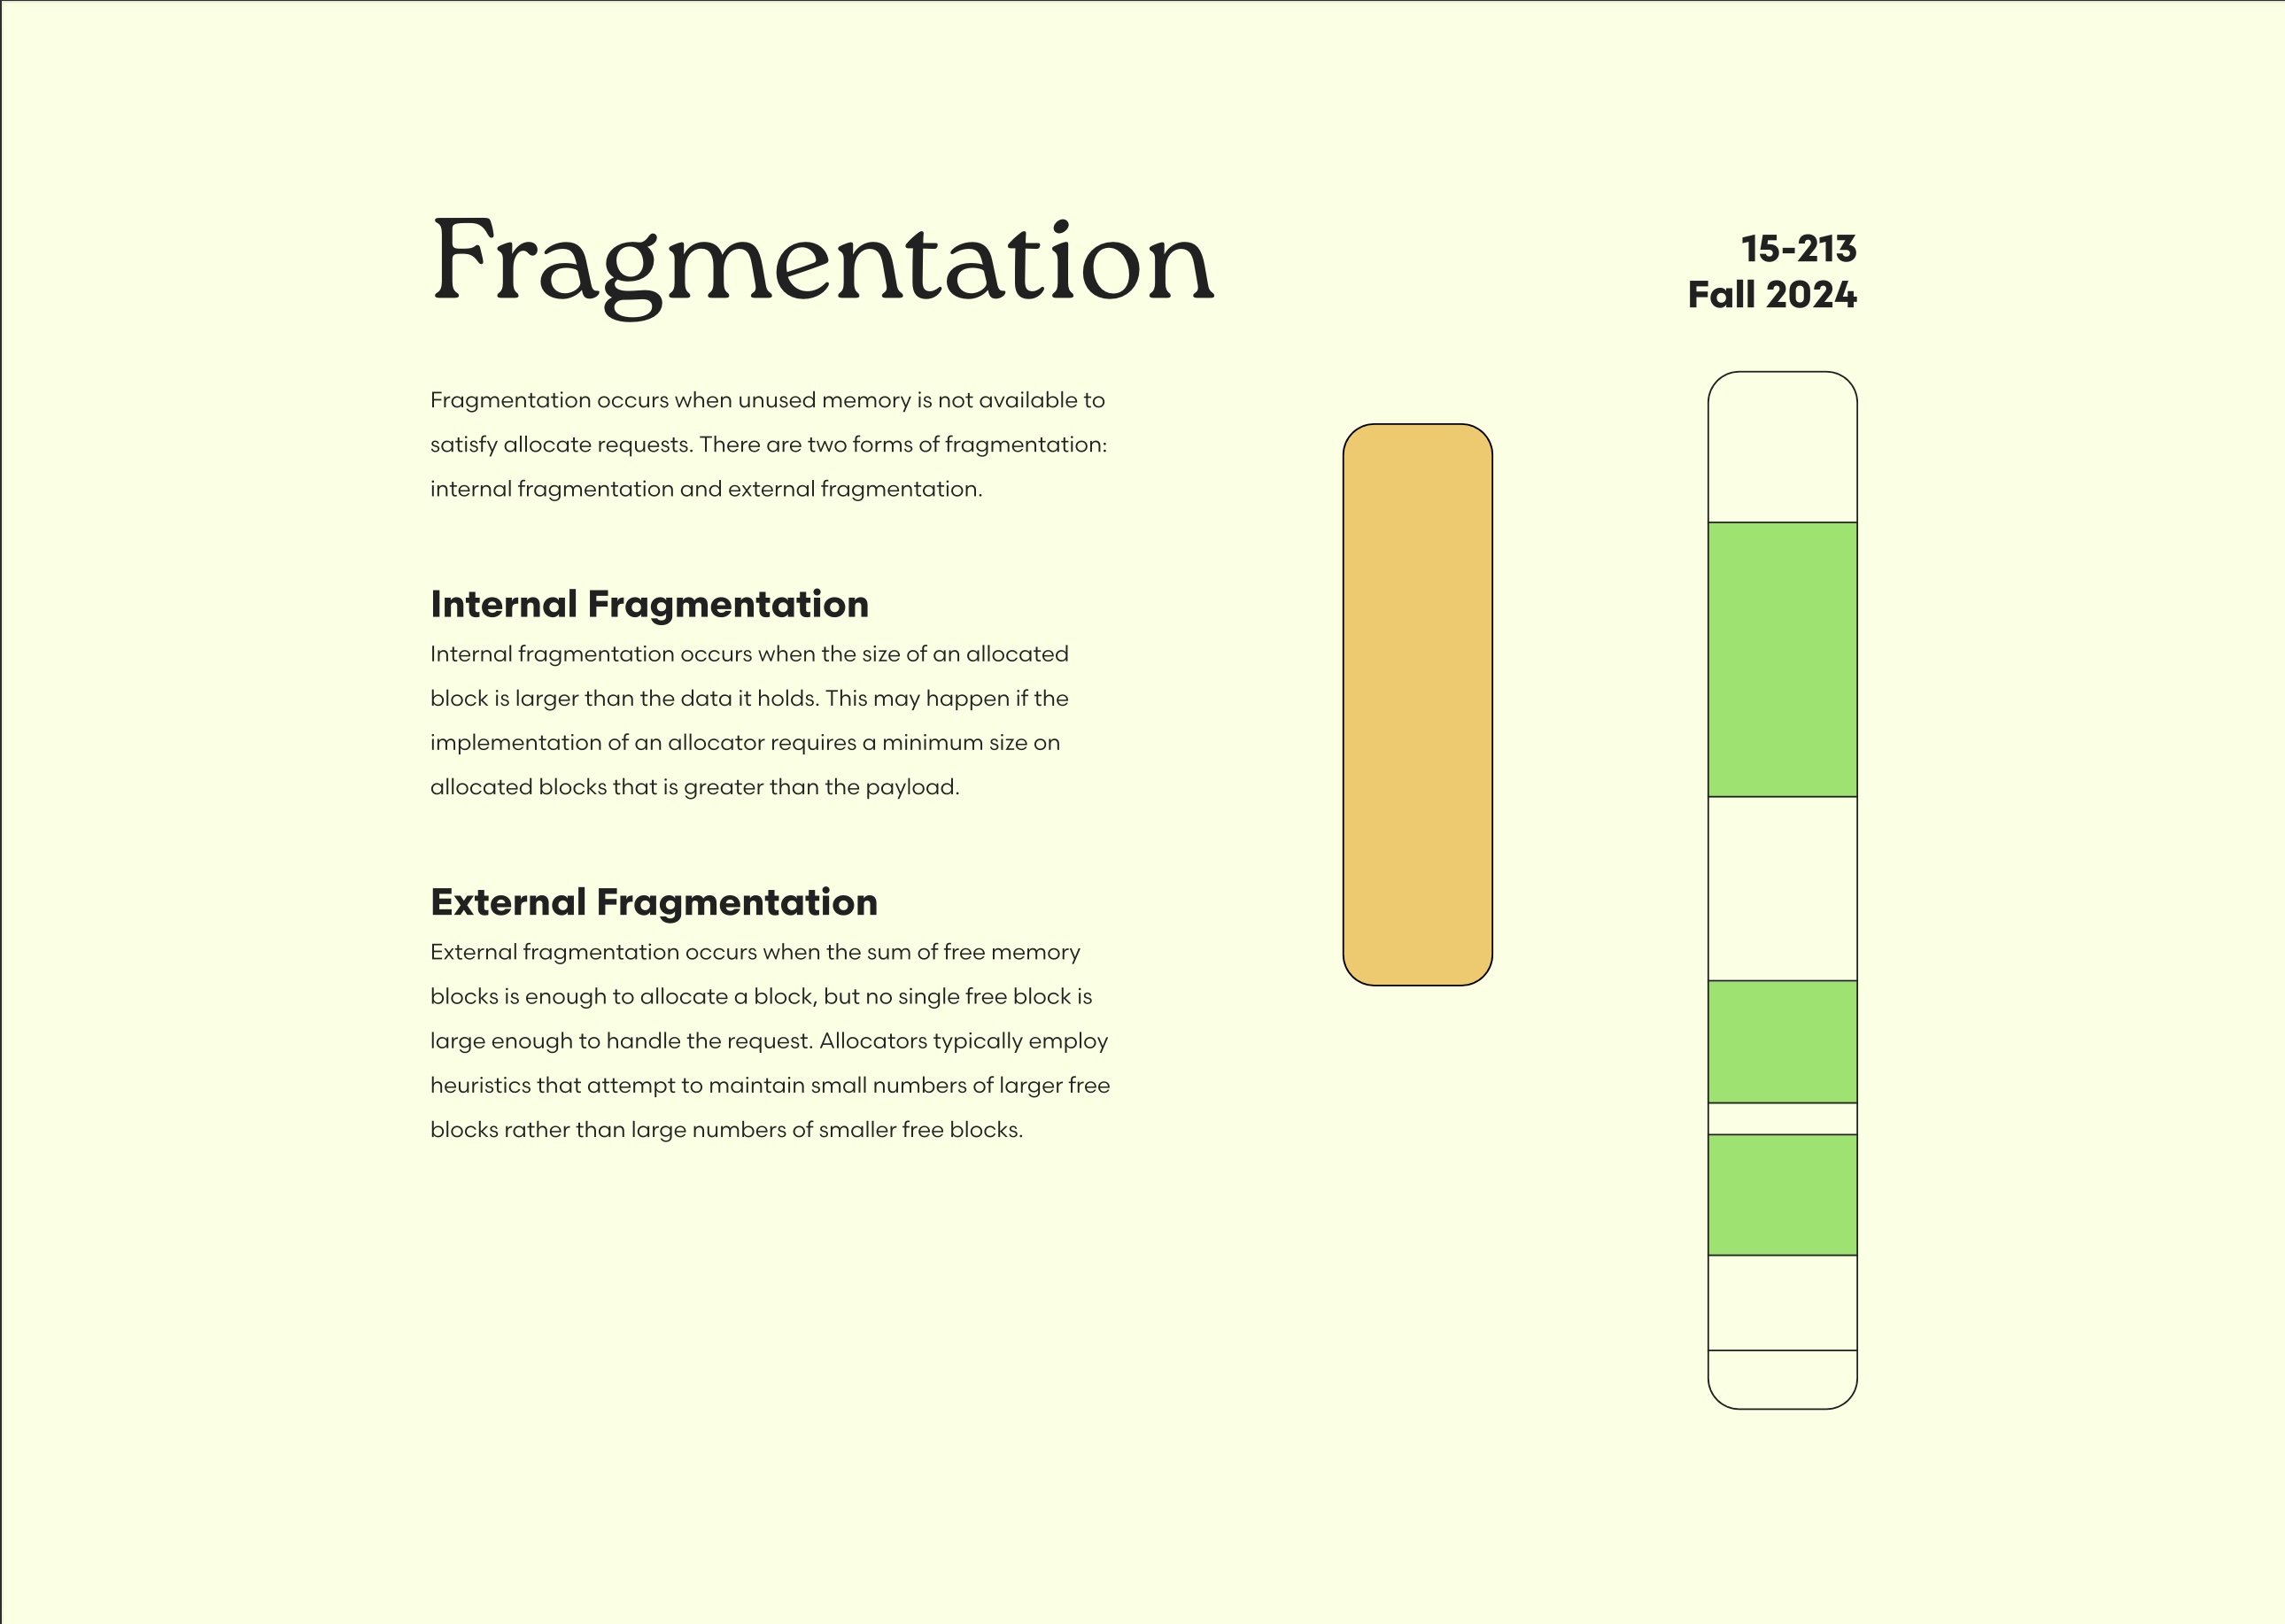 Fragmentation
15-213
Fall 2024
Fragmentation occurs when unused memory is not available to
satisfy allocate requests. There are two forms of fragmentation:
internal fragmentation and external fragmentation.
Internal Fragmentation
Internal fragmentation occurs when the size of an allocated
block is larger than the data it holds. This may happen if the
implementation of an allocator requires a minimum size on
allocated blocks that is greater than the payload.
External Fragmentation
External fragmentation occurs when the sum of free memory
blocks is enough to allocate a block, but no single free block is
large enough to handle the request. Allocators typically employ
heuristics that attempt to maintain small numbers of larger free
blocks rather than large numbers of smaller free blocks.